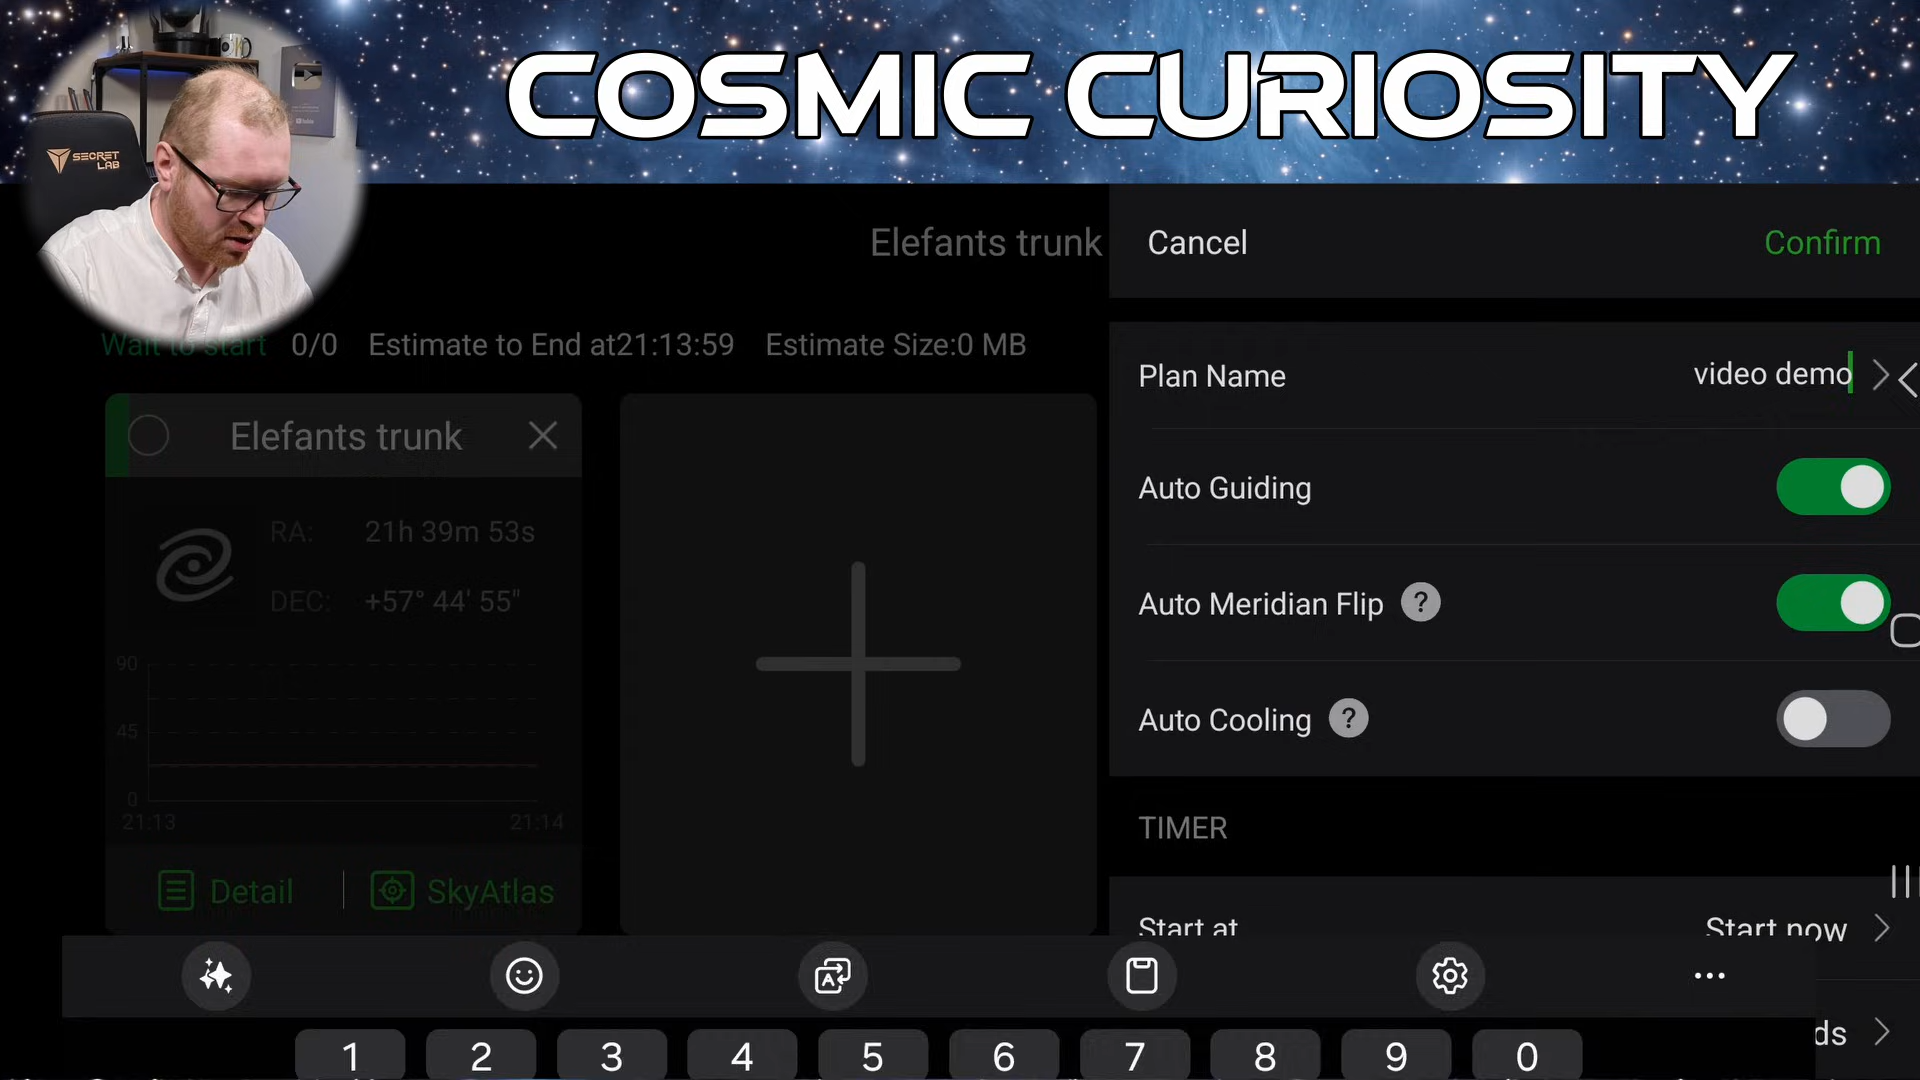 COSMIC CURIOSITY
SECRET
LAB
Elefants trunk
Cancel
Confirm
Wait to start 0/0 Estimate to End at21:13:59 Estimate Size:0 MB
Plan Name
video demo
Elefants trunk
Auto Guiding
RA: 21h 39m 53s
DEC: +57° 44' 55"
Auto Meridian Flip ?
90
45
0
21:13
21:14
Auto Cooling ?
TIMER
Detail
SkyAtlas
Start at
Start now
ds
1 2 3 4 5 6 7 8 9 0